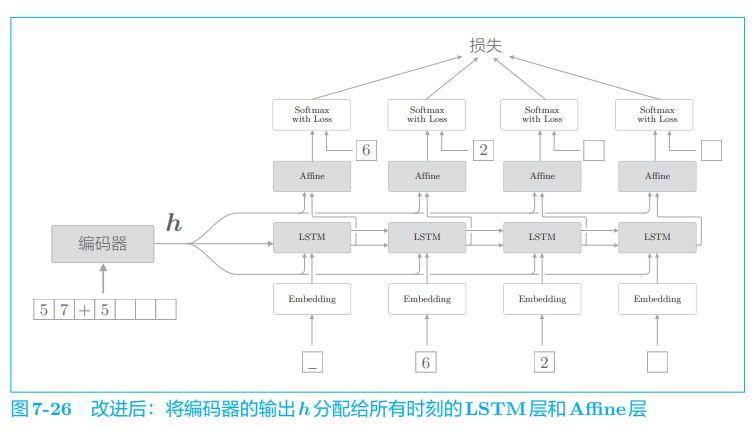 损失
Softmax with Loss
Softmax with Loss
Softmax with Loss
Softmax with Loss
6
2
Affine
Affine
Affine
Affine
h
编码器
LSTM
LSTM
LSTM
LSTM
5 7 + 5
Embedding
Embedding
Embedding
Embedding
_
6
2
图 7-26 改进后：将编码器的输出 h 分配给所有时刻的 LSTM 层和 Affine 层